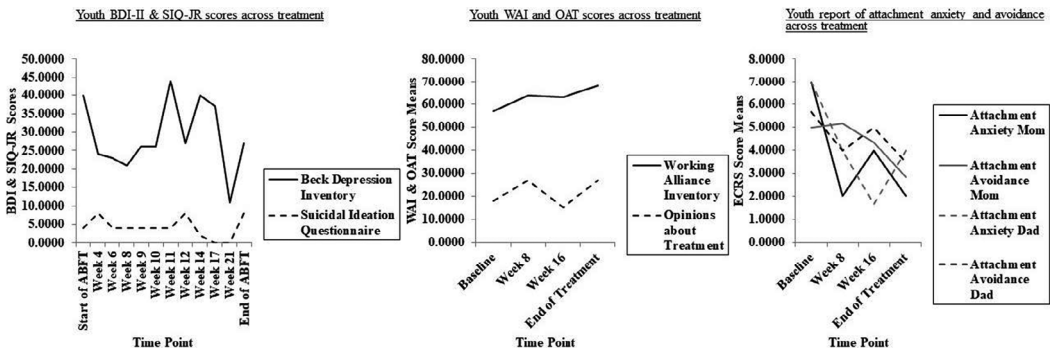 Youth BDI-II & SIQ-JR scores across treatment
50.0000
45.0000
40.0000
35.0000
30.0000
25.0000
20.0000
15.0000
10.0000
5.0000
0.0000
BDI & SIQ-JR Scores
Start of ABFT
Week 4
Week 6
Week 8
Week 9
Week 10
Week 11
Week 12
Week 14
Week 17
Week 21
End of ABFT
Time Point
Beck Depression
Inventory
Suicidal Ideation
Questionnaire
Youth WAI and OAT scores across treatment
80.0000
70.0000
60.0000
50.0000
40.0000
30.0000
20.0000
10.0000
0.0000
WAI & OAT Score Means
Baseline
Week 8
Week 16
End of Treatment
Time Point
Working
Alliance
Inventory
Opinions
about
Treatment
Youth report of attachment anxiety and avoidance
across treatment
8.0000
7.0000
6.0000
5.0000
4.0000
3.0000
2.0000
1.0000
0.0000
ECRS Score Means
Baseline
Week 8
Week 16
End of Treatment
Time Point
Attachment
Anxiety Mom
Attachment
Avoidance
Mom
Attachment
Anxiety Dad
Attachment
Avoidance
Dad